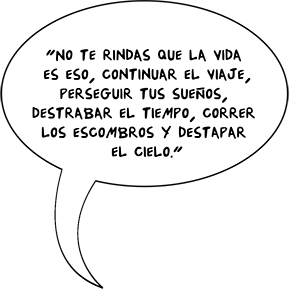 "NO TE RINDAS QUE LA VIDA
ES ESO, CONTINUAR EL VIAJE,
PERSEGUIR TUS SUEÑOS,
DESTRABAR EL TIEMPO, CORRER
LOS ESCOMBROS Y DESTAPAR
EL CIELO."